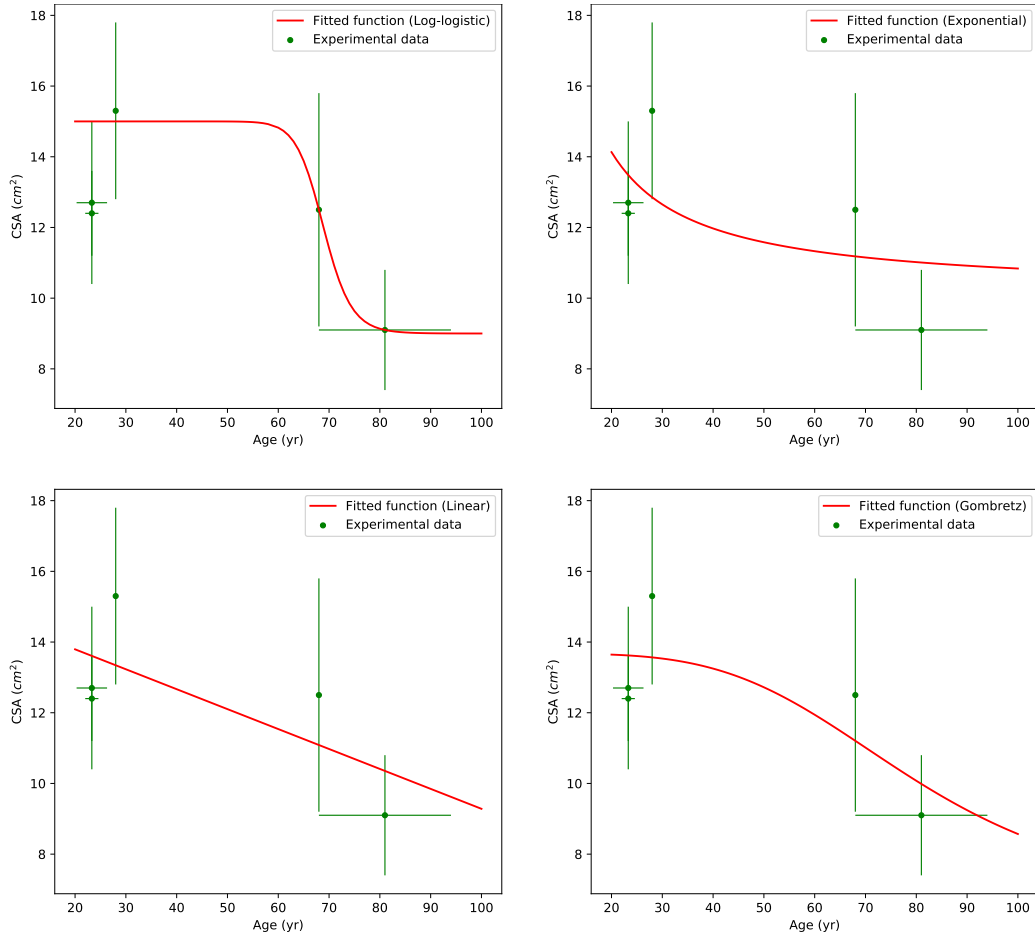 Fitted function (Log-logistic)
Experimental data
CSA (cm²)
18
16
14
12
10
8
20 30 40 50 60 70 80 90 100
Age (yr)
Fitted function (Exponential)
Experimental data
CSA (cm²)
18
16
14
12
10
8
20 30 40 50 60 70 80 90 100
Age (yr)
Fitted function (Linear)
Experimental data
CSA (cm²)
18
16
14
12
10
8
20 30 40 50 60 70 80 90 100
Age (yr)
Fitted function (Gombretz)
Experimental data
CSA (cm²)
18
16
14
12
10
8
20 30 40 50 60 70 80 90 100
Age (yr)